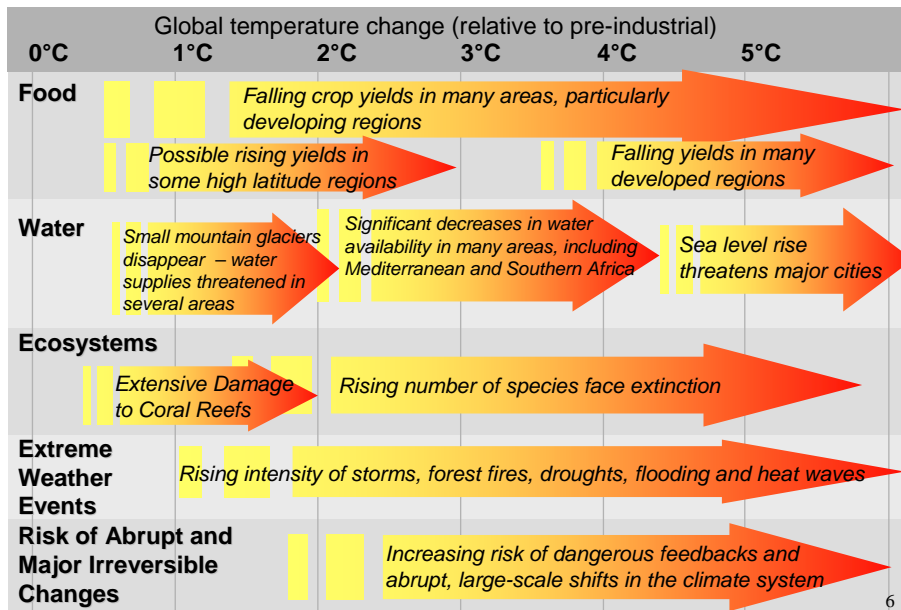 Global temperature change (relative to pre-industrial)
0°C 1°C 2°C 3°C 4°C 5°C
Food
Falling crop yields in many areas, particularly
developing regions
Possible rising yields in
some high latitude regions
Falling yields in many
developed regions
Water
Small mountain glaciers
disappear – water
supplies threatened in
several areas
Significant decreases in water
availability in many areas, including
Mediterranean and Southern Africa
Sea level rise
threatens major cities
Ecosystems
Extensive Damage
to Coral Reefs
Rising number of species face extinction
Extreme
Weather
Events
Rising intensity of storms, forest fires, droughts, flooding and heat waves
Risk of Abrupt and
Major Irreversible
Changes
Increasing risk of dangerous feedbacks and
abrupt, large-scale shifts in the climate system
6